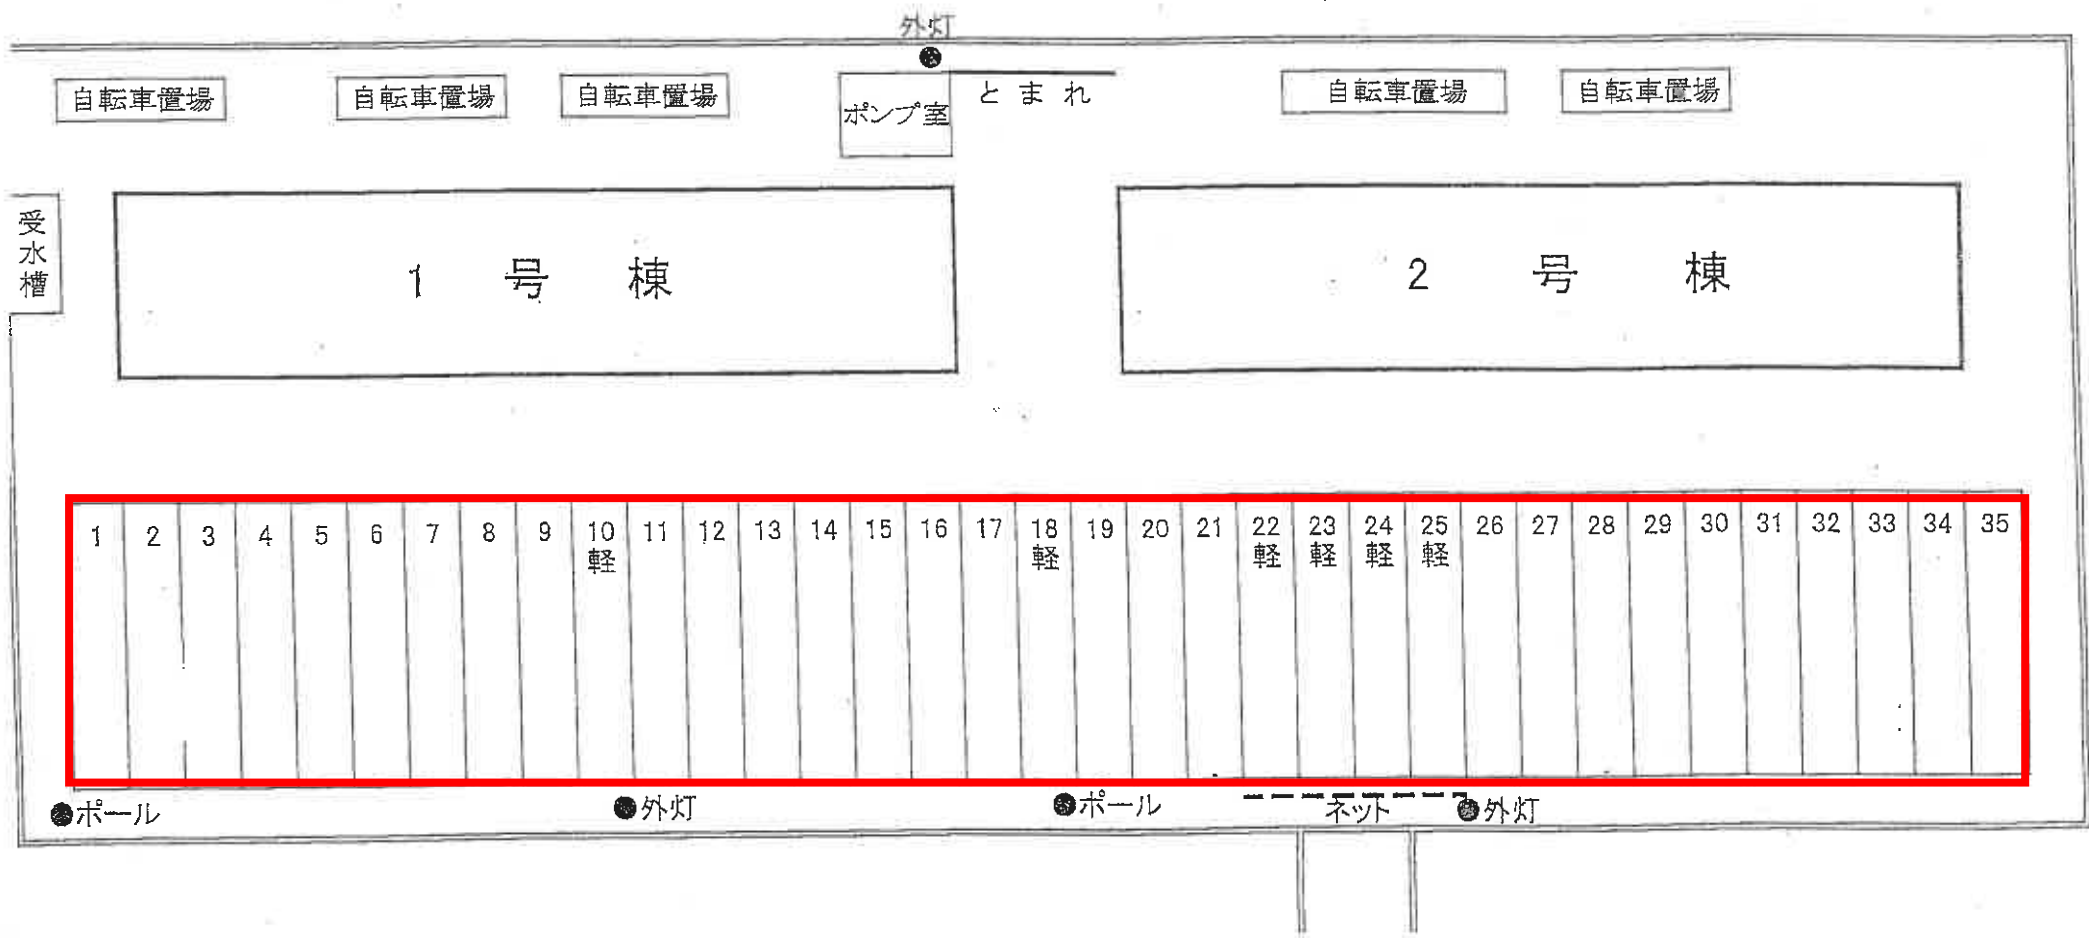 外灯
自転車置場
自転車置場
自転車置場
ポンプ室
とまれ
自転車置場
自転車置場
受水槽
1号棟
2号棟
1
2
3
4
5
6
7
8
9
10
軽
11
12
13
14
15
16
17
18
軽
19
20
21
22
軽
23
軽
24
軽
25
軽
26
27
28
29
30
31
32
33
34
35
ポール
外灯
ポール
ネット
外灯